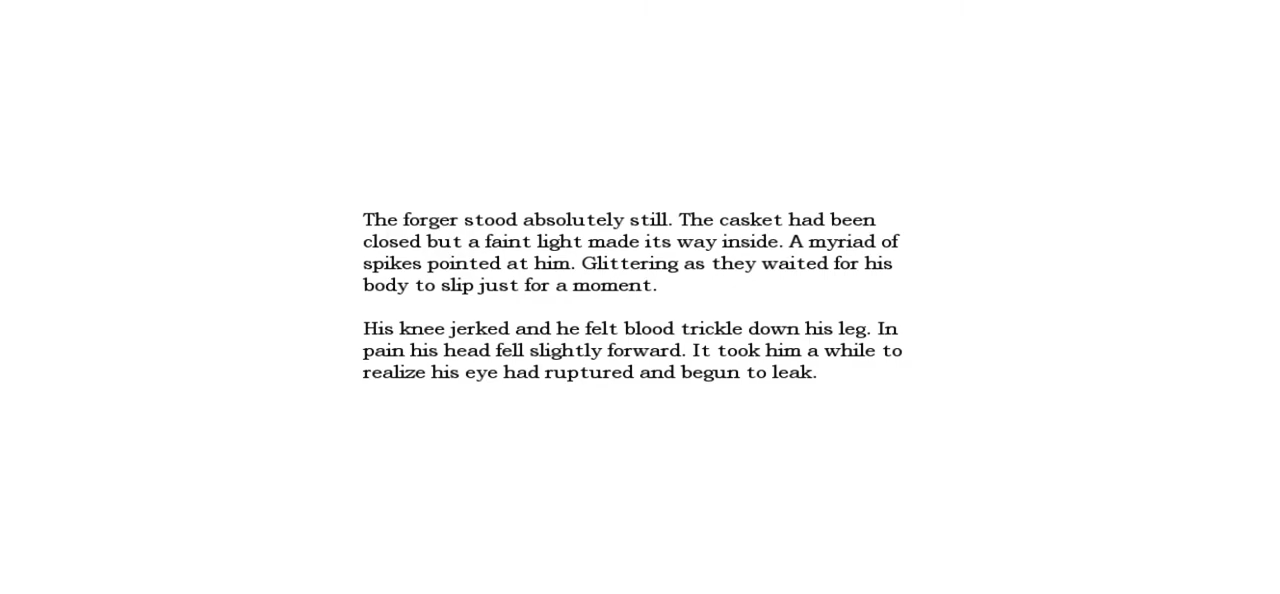 The forger stood absolutely still. The casket had been
closed but a faint light made its way inside. A myriad of
spikes pointed at him. Glittering as they waited for his
body to slip just for a moment.
His knee jerked and he felt blood trickle down his leg. In
pain his head fell slightly forward. It took him a while to
realize his eye had ruptured and begun to leak.